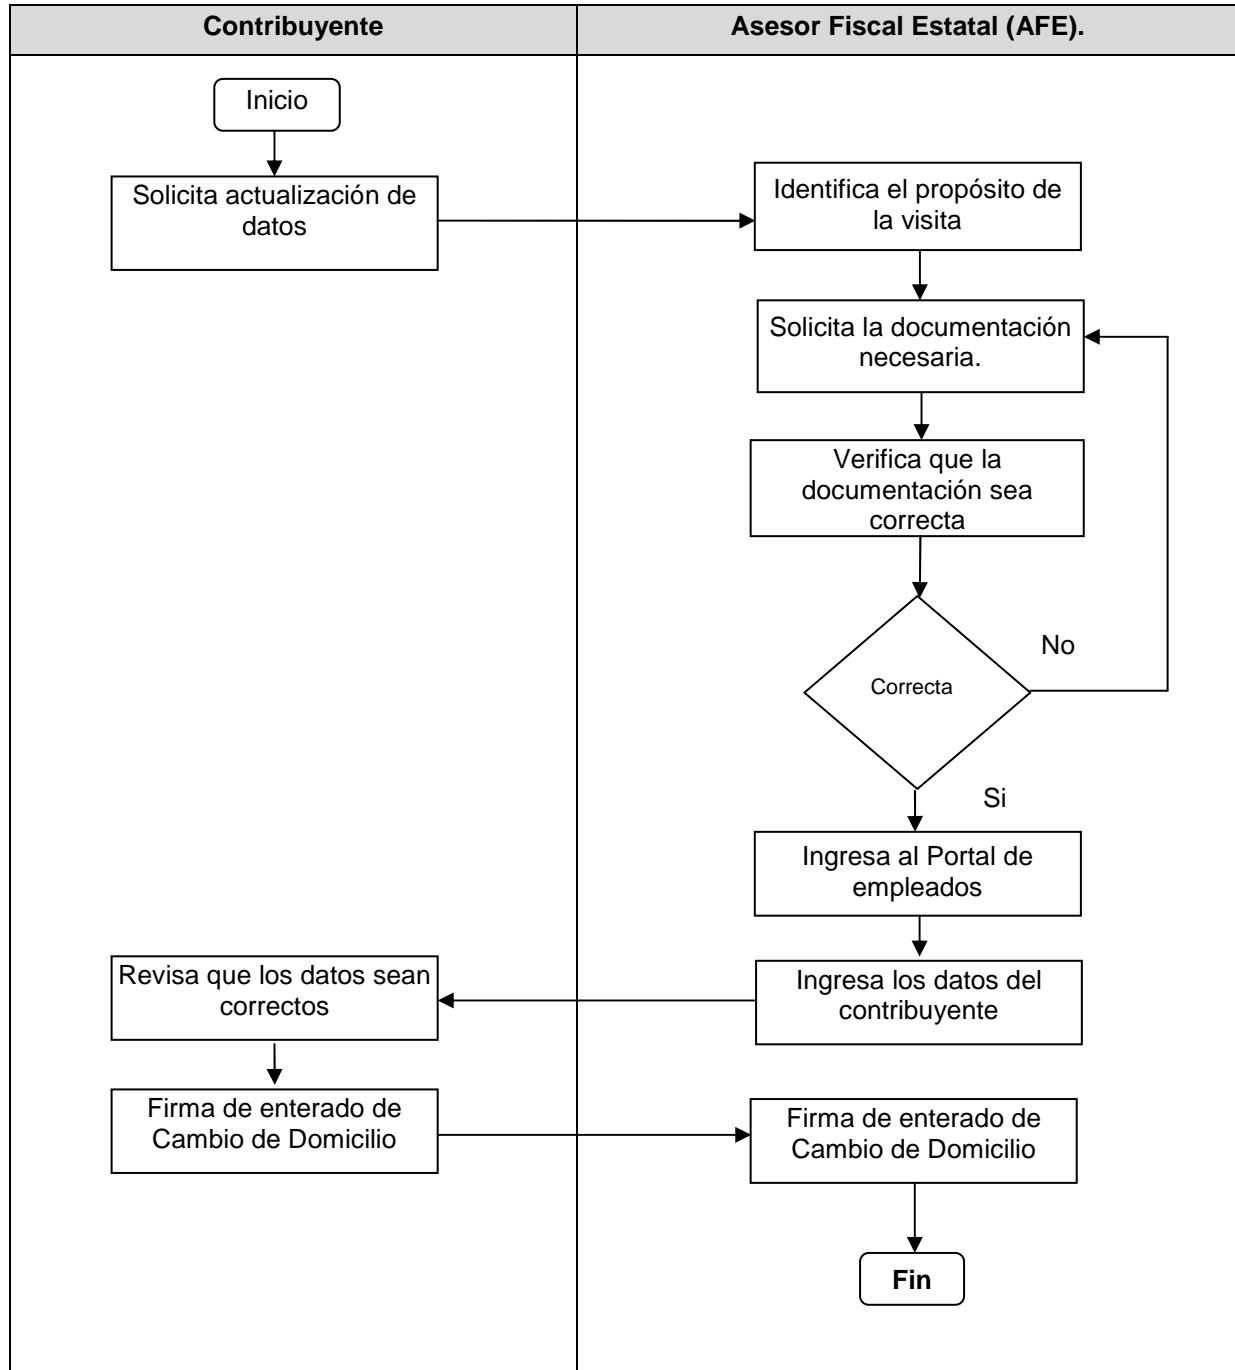 Contribuyente
Asesor Fiscal Estatal (AFE).
Inicio
Solicita actualización de
datos
Identifica el propósito de
la visita
Solicita la documentación
necesaria.
Verifica que la
documentación sea
correcta
Correcta
No
Si
Ingresa al Portal de
empleados
Ingresa los datos del
contribuyente
Revisa que los datos sean
correctos
Firma de enterado de
Cambio de Domicilio
Firma de enterado de
Cambio de Domicilio
Fin